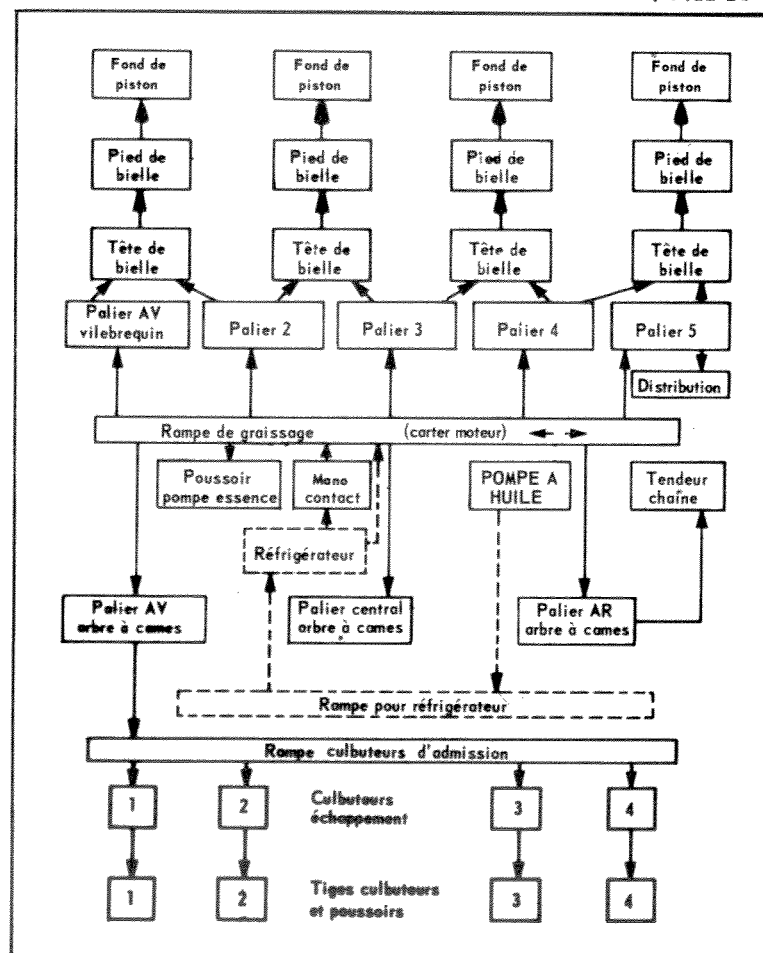 Fond de
piston
Fond de
piston
Fond de
piston
Fond de
piston
Pied de
bielle
Pied de
bielle
Pied de
bielle
Pied de
bielle
Tête de
bielle
Tête de
bielle
Tête de
bielle
Tête de
bielle
Palier AV
vilebrequin
Palier 2
Palier 3
Palier 4
Palier 5
Distribution
Rampe de graissage (carter moteur)
Poussoir
pompe essence
Mano
contact
POMPE A
HUILE
Tendeur
chaîne
Réfrigérateur
Palier AV
arbre à cames
Palier central
arbre à cames
Palier AR
arbre à cames
Rampe pour réfrigérateur
Rampe culbuteurs d'admission
1
2
Culbuteurs
échappement
3
4
1
2
Tiges culbuteurs
et poussoirs
3
4